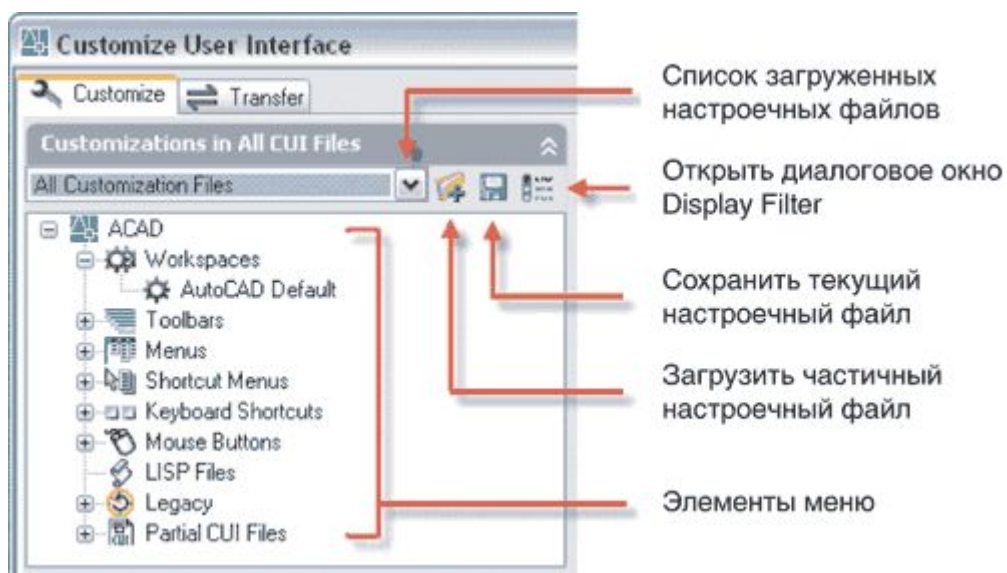 Customize User Interface
Customize
Transfer
Customizations in All CUI Files
All Customization Files
ACAD
Workspaces
AutoCAD Default
Toolbars
Menus
Shortcut Menus
Keyboard Shortcuts
Mouse Buttons
LISP Files
Legacy
Partial CUI Files
Список загруженных
настроечных файлов
Открыть диалоговое окно
Display Filter
Сохранить текущий
настроечный файл
Загрузить частичный
настроечный файл
Элементы меню